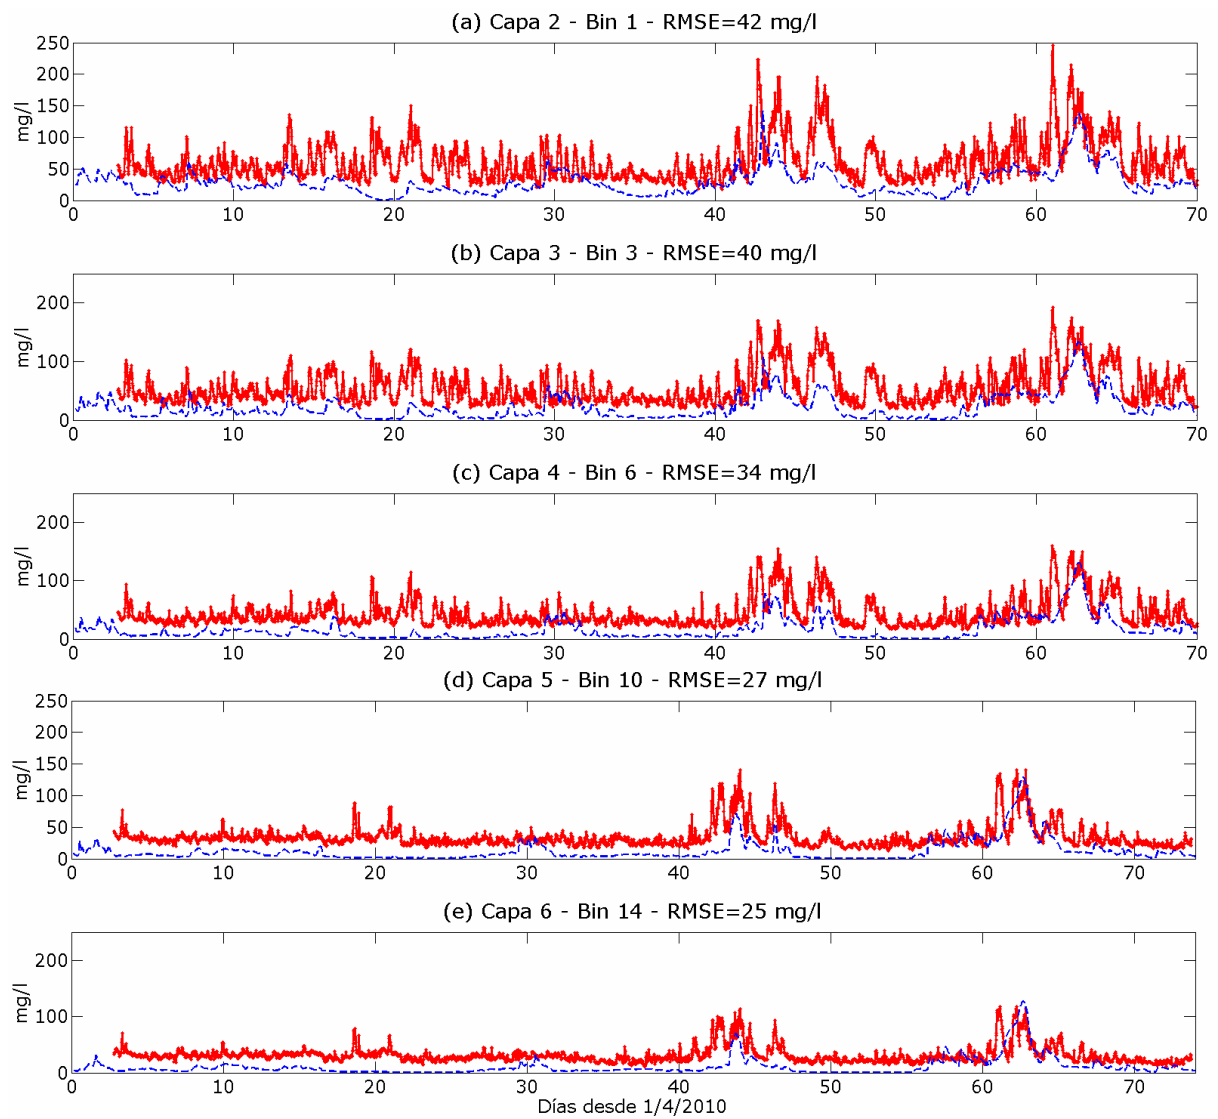 (a) Capa 2 - Bin 1 - RMSE=42 mg/l
250
200
150
100
50
0
mg/l
0 10 20 30 40 50 60 70
(b) Capa 3 - Bin 3 - RMSE=40 mg/l
200
100
0
mg/l
0 10 20 30 40 50 60 70
(c) Capa 4 - Bin 6 - RMSE=34 mg/l
200
100
0
mg/l
0 10 20 30 40 50 60 70
(d) Capa 5 - Bin 10 - RMSE=27 mg/l
250
200
150
100
50
0
mg/l
0 10 20 30 40 50 60 70
(e) Capa 6 - Bin 14 - RMSE=25 mg/l
200
100
0
mg/l
0 10 20 30 40 50 60 70
Días desde 1/4/2010